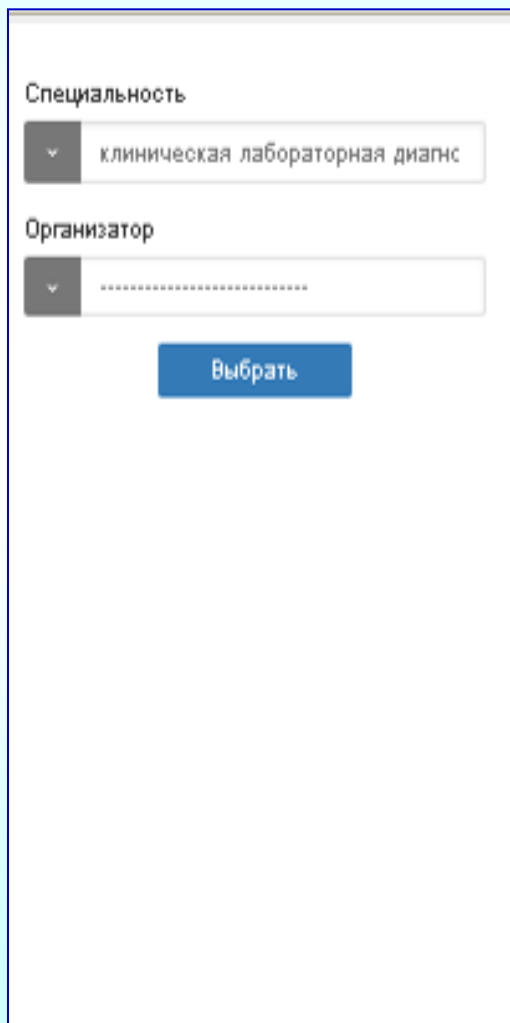 Специальность
клиническая лабораторная диагнс
Организатор
----------------------------
Выбрать